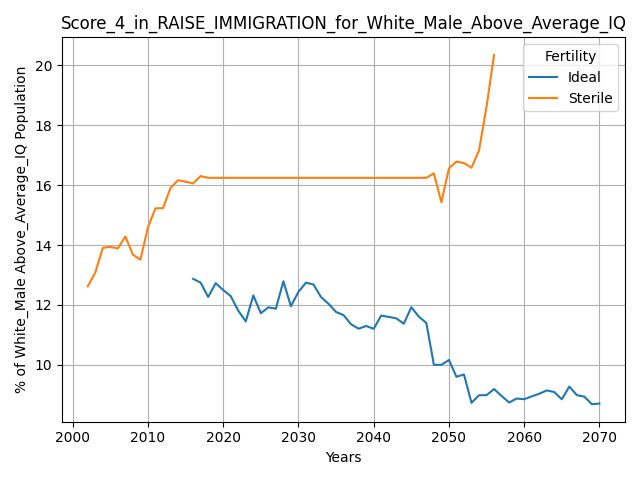 Score_4_in_RAISE_IMMIGRATION_for_White_Male_Above_Average_IQ
Fertility
Ideal
Sterile
% of White_Male Above_Average_IQ Population
20
18
16
14
12
10
2000 2010 2020 2030 2040 2050 2060 2070
Years